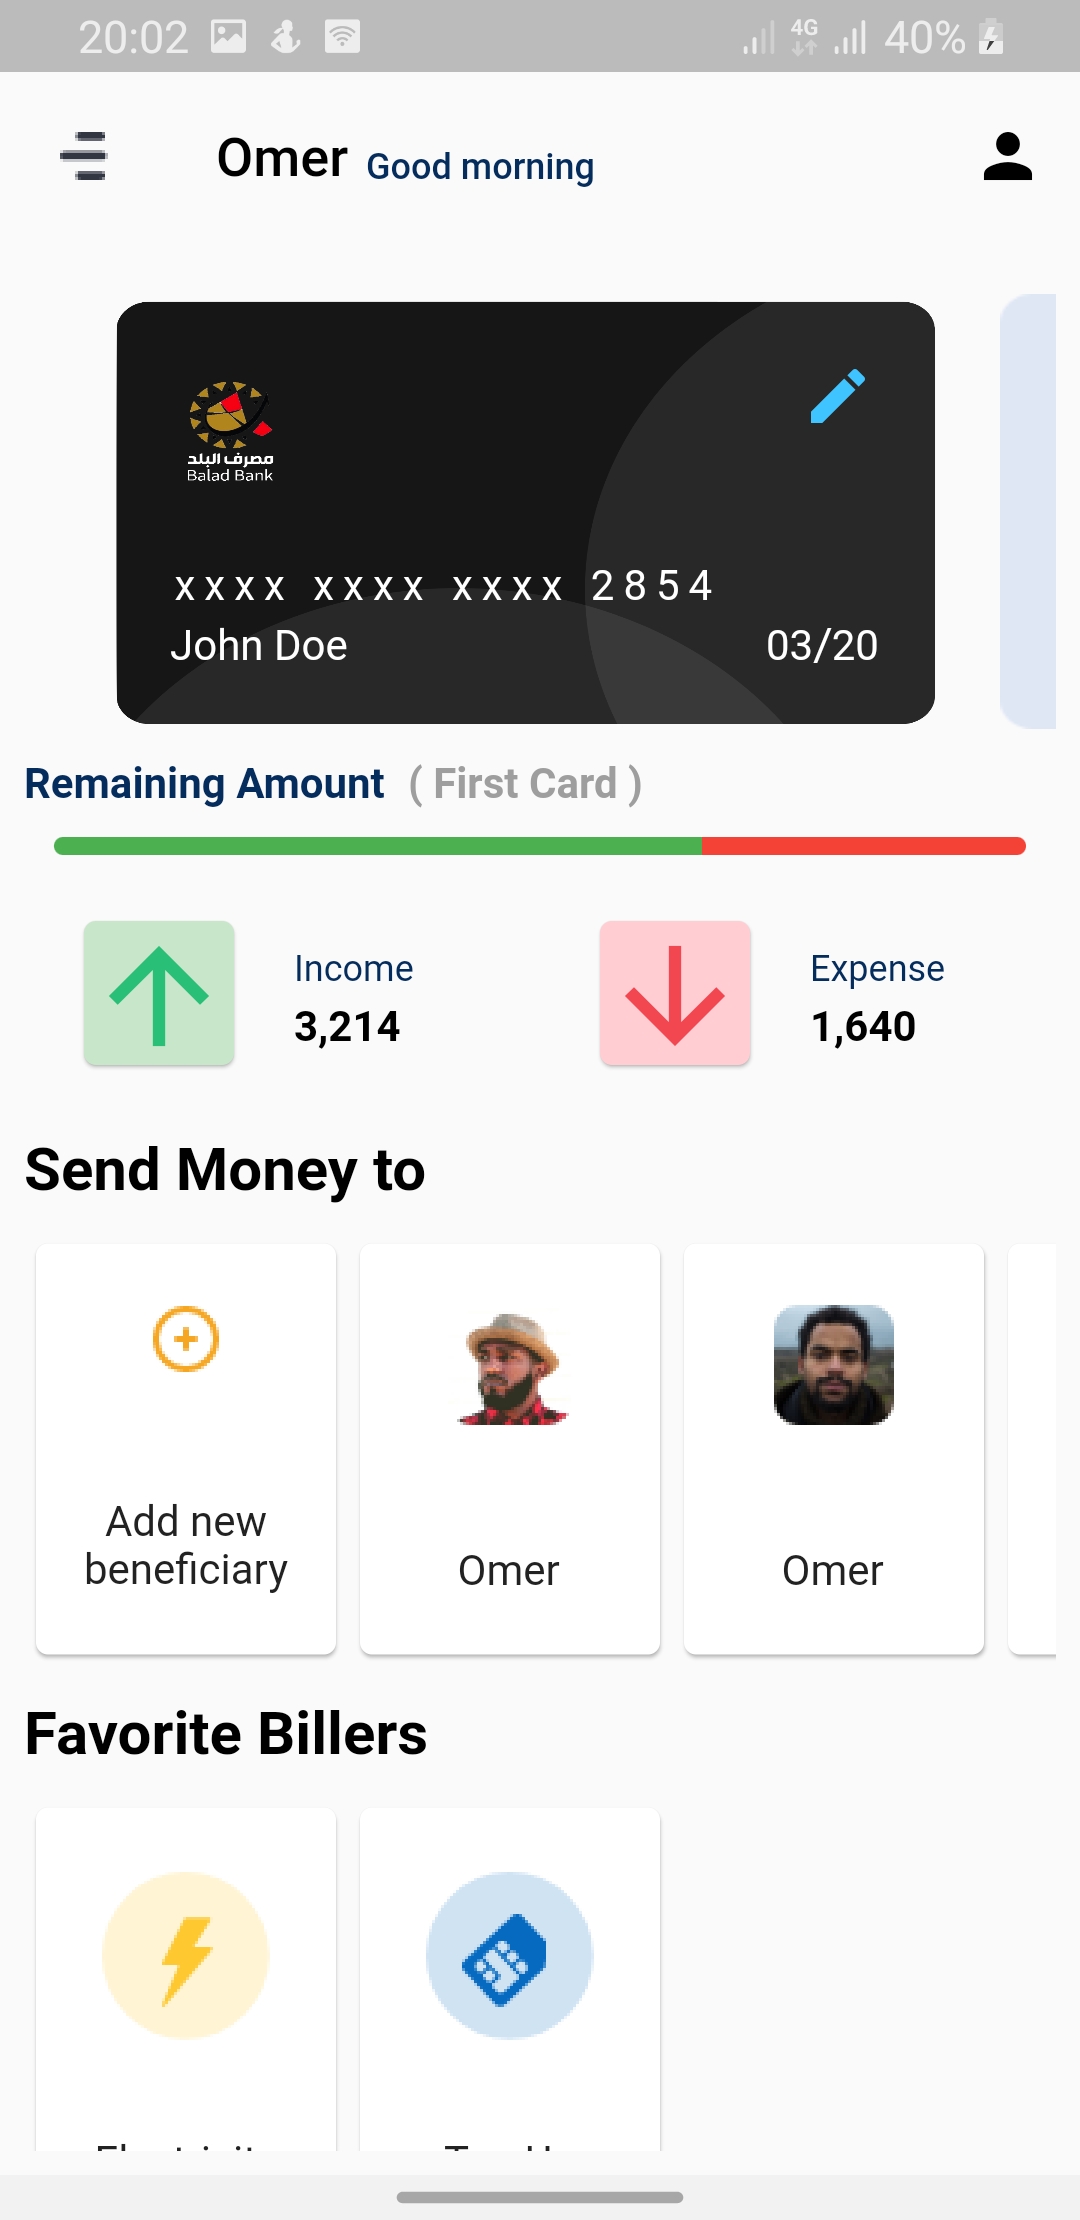 20:02 4G 40%
Omer Good morning
مصرف البلد
Balad Bank
xxxx xxxx xxxx 2854
John Doe 03/20
Remaining Amount ( First Card )
Income Expense
3,214 1,640
Send Money to
Add new
beneficiary Omer Omer
Favorite Billers